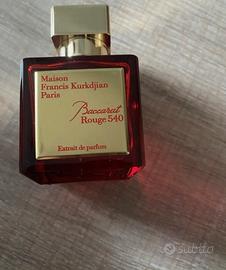 Maison
Francis Kurkdjian
Paris
Baccarat
Rouge 540
Extrait de parfum
subito